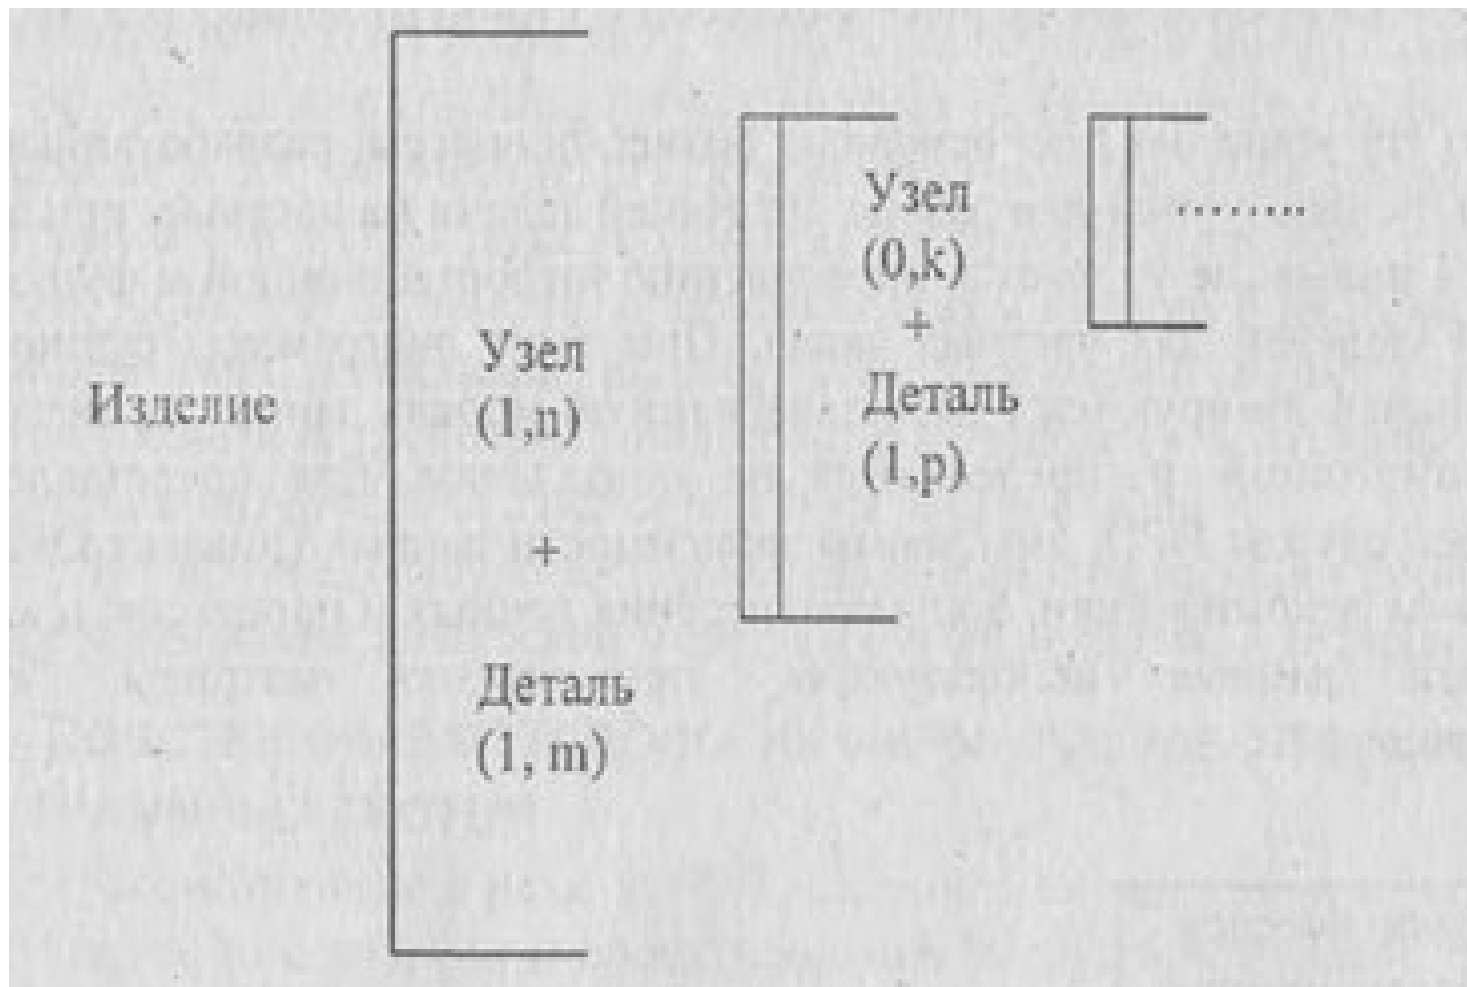 Изделие
Узел
(1,n)
+
Деталь
(1, m)
Узел
(0,k)
+
Деталь
(1,p)
........